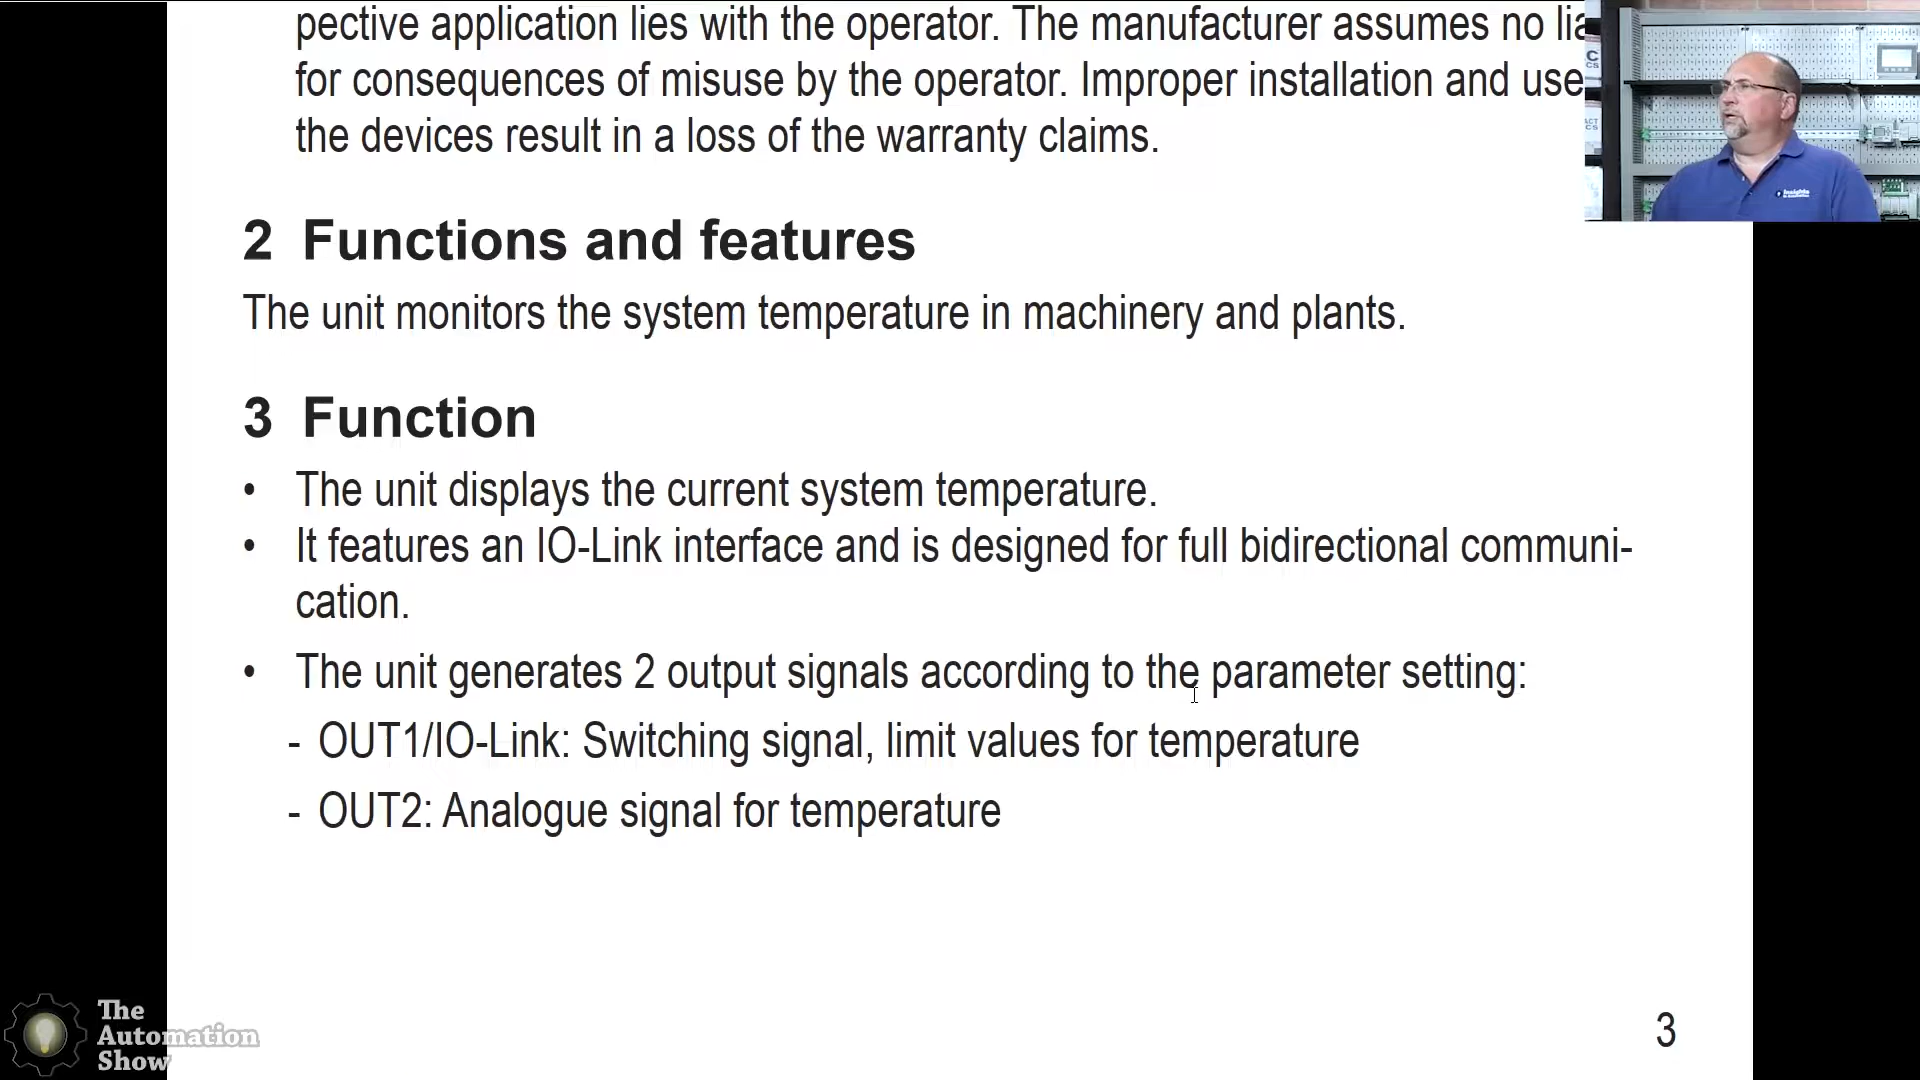 pective application lies with the operator. The manufacturer assumes no lia
for consequences of misuse by the operator. Improper installation and use
the devices result in a loss of the warranty claims.
2 Functions and features
The unit monitors the system temperature in machinery and plants.
3 Function
• The unit displays the current system temperature.
• It features an IO-Link interface and is designed for full bidirectional communi-
cation.
• The unit generates 2 output signals according to the parameter setting:
- OUT1/IO-Link: Switching signal, limit values for temperature
- OUT2: Analogue signal for temperature
3
The
Automation
Show